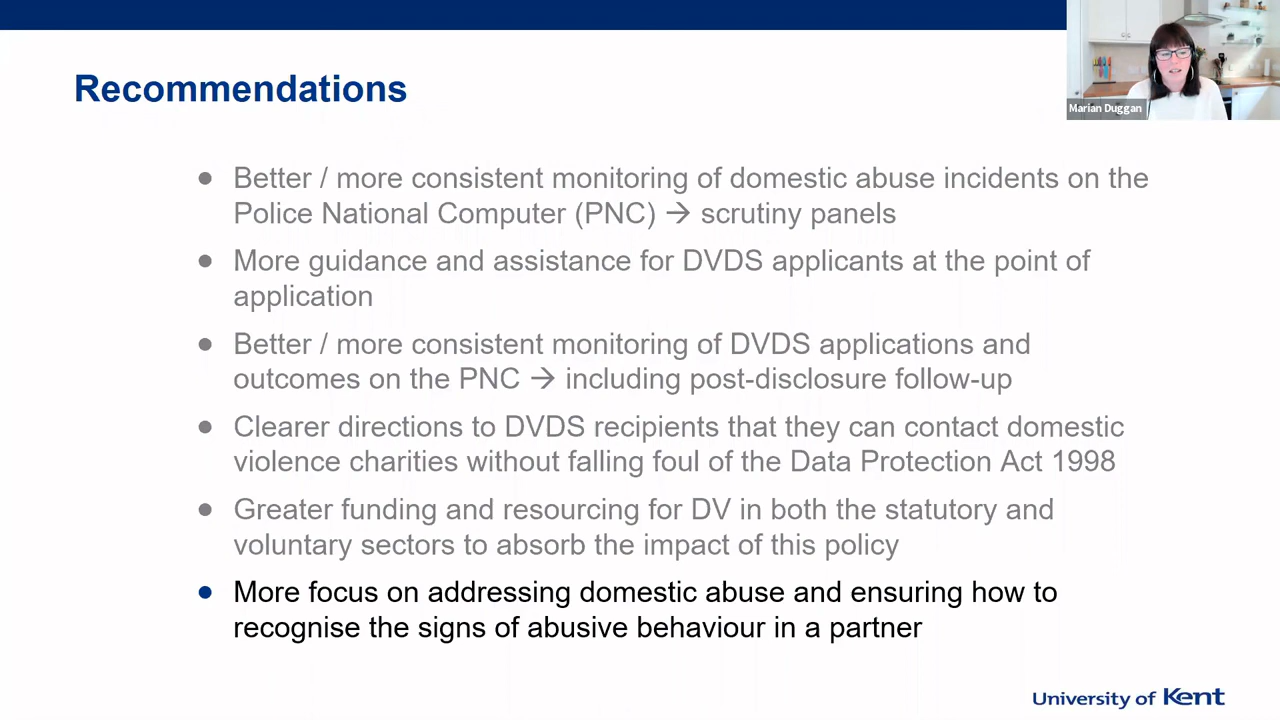 Marian Duggan
Recommendations
● Better / more consistent monitoring of domestic abuse incidents on the
Police National Computer (PNC) → scrutiny panels
● More guidance and assistance for DVDS applicants at the point of
application
● Better / more consistent monitoring of DVDS applications and
outcomes on the PNC → including post-disclosure follow-up
● Clearer directions to DVDS recipients that they can contact domestic
violence charities without falling foul of the Data Protection Act 1998
● Greater funding and resourcing for DV in both the statutory and
voluntary sectors to absorb the impact of this policy
● More focus on addressing domestic abuse and ensuring how to
recognise the signs of abusive behaviour in a partner
University of Kent